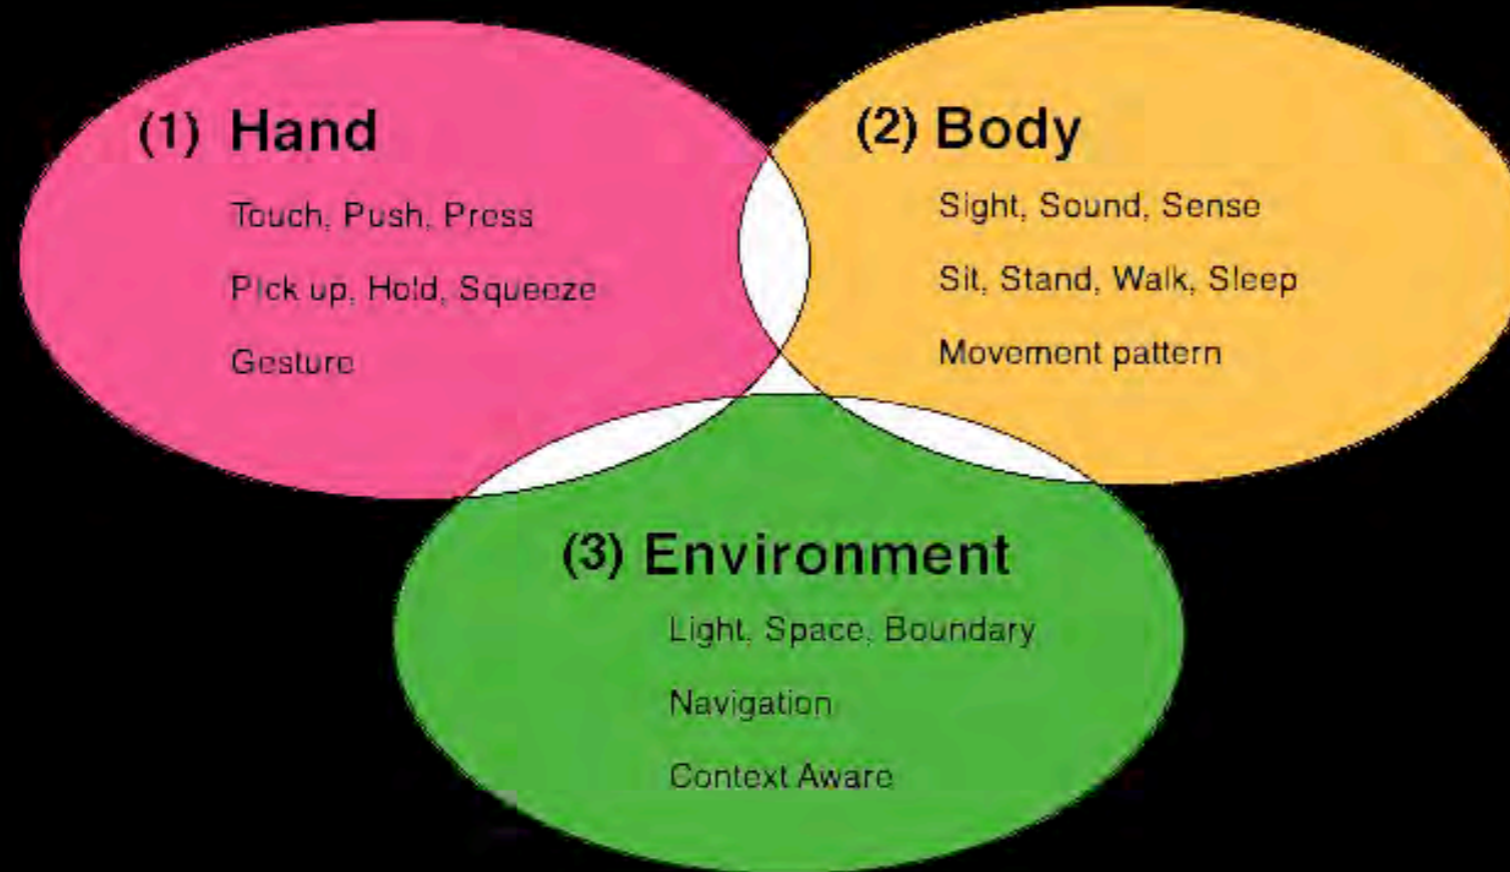 (1) Hand
Touch, Push, Press
Pick up, Hold, Squeeze
Gesture
(2) Body
Sight, Sound, Sense
Sit, Stand, Walk, Sleep
Movement pattern
(3) Environment
Light, Space, Boundary
Navigation
Context Aware